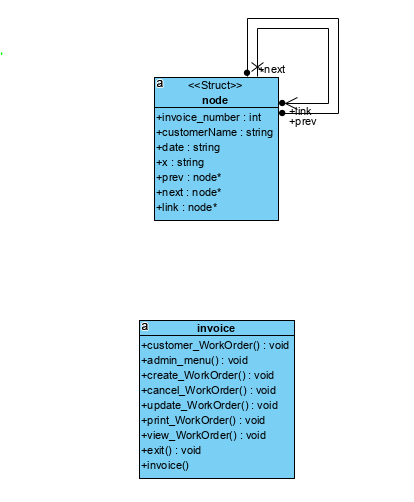 +next
a
<<Struct>>
node
+link
+prev
+invoice_number : int
+customerName : string
+date : string
+x : string
+prev : node*
+next : node*
+link : node*
a
invoice
+customer_WorkOrder() : void
+admin_menu() : void
+create_WorkOrder() : void
+cancel_WorkOrder() : void
+update_WorkOrder() : void
+print_WorkOrder() : void
+view_WorkOrder() : void
+exit() : void
+invoice()